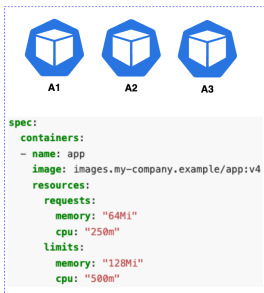 A1
A2
A3
spec:
  containers:
  - name: app
    image: images.my-company.example/app:v4
    resources:
      requests:
        memory: "64Mi"
        cpu: "250m"
      limits:
        memory: "128Mi"
        cpu: "500m"